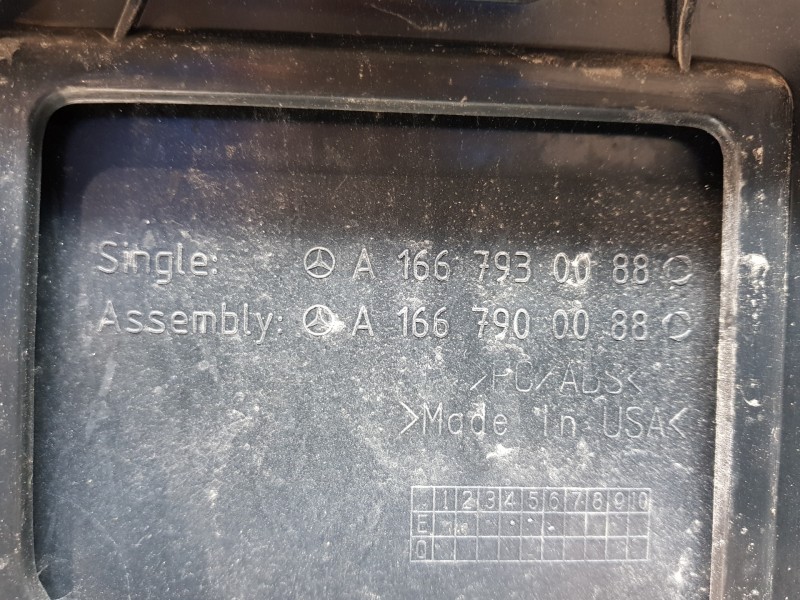 Single: A 166 793 00 88
Assembly: A 166 790 00 88
>PC/ABS<
>Made in USA<
1 2 3 4 5 6 7 8 9 10
E
0